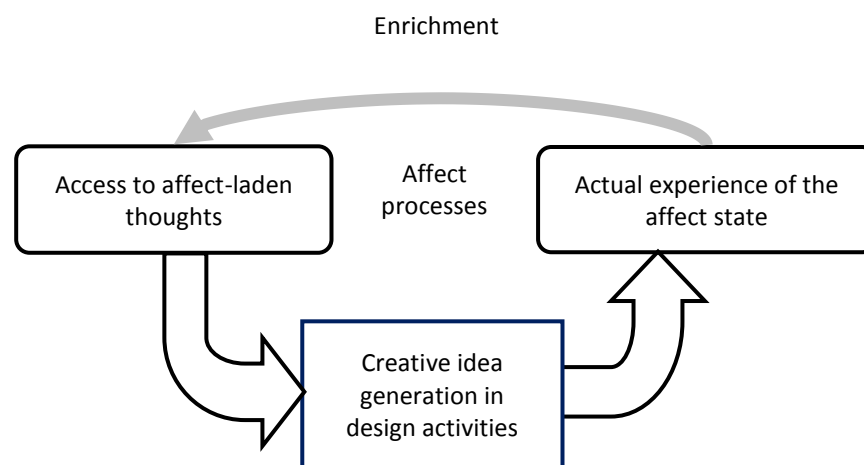 Enrichment
Access to affect-laden
thoughts
Affect
processes
Actual experience of the
affect state
Creative idea
generation in
design activities